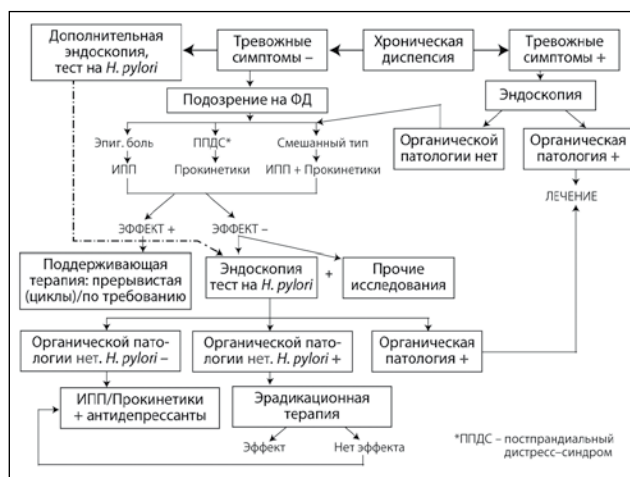 Дополнительная
эндоскопия,
тест на H. pylori
Тревожные
симптомы –
Хроническая
диспепсия
Тревожные
симптомы +
Подозрение на ФД
Эндоскопия
Эпиг. боль
ППДС*
Смешанный тип
ИПП
Прокинетики
ИПП + Прокинетики
Органической
патологии нет
Органическая
патология +
ЛЕЧЕНИЕ
ЭФФЕКТ +
ЭФФЕКТ –
Поддерживающая
терапия: прерывистая
(циклы)/по требованию
Эндоскопия
тест на H. pylori
+
Прочие
исследования
Органической пато-
логии нет. H. pylori –
Органической пато-
логии нет. H. pylori +
Органическая
патология +
ИПП/Прокинетики
+ антидепрессанты
Эрадикационная
терапия
Эффект
Нет эффекта
*ППДС – постпрандиальный
дистресс–синдром